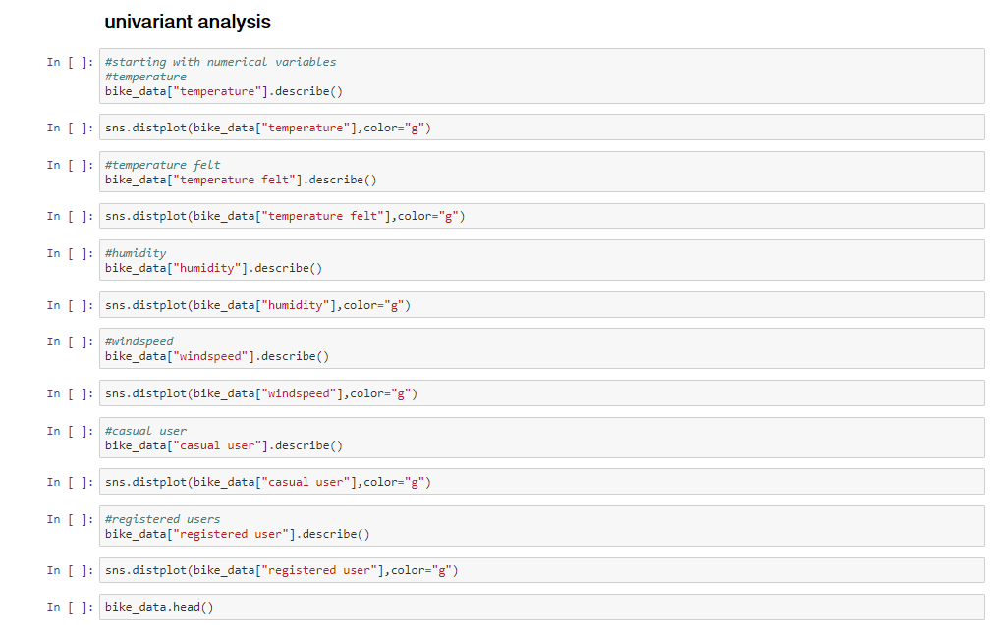 univariant analysis
In [ ]: #starting with numerical variables
#temperature
bike_data["temperature"].describe()
In [ ]: sns.distplot(bike_data["temperature"],color="g")
In [ ]: #temperature felt
bike_data["temperature felt"].describe()
In [ ]: sns.distplot(bike_data["temperature felt"],color="g")
In [ ]: #humidity
bike_data["humidity"].describe()
In [ ]: sns.distplot(bike_data["humidity"],color="g")
In [ ]: #windspeed
bike_data["windspeed"].describe()
In [ ]: sns.distplot(bike_data["windspeed"],color="g")
In [ ]: #casual user
bike_data["casual user"].describe()
In [ ]: sns.distplot(bike_data["casual user"],color="g")
In [ ]: #registered users
bike_data["registered user"].describe()
In [ ]: sns.distplot(bike_data["registered user"],color="g")
In [ ]: bike_data.head()